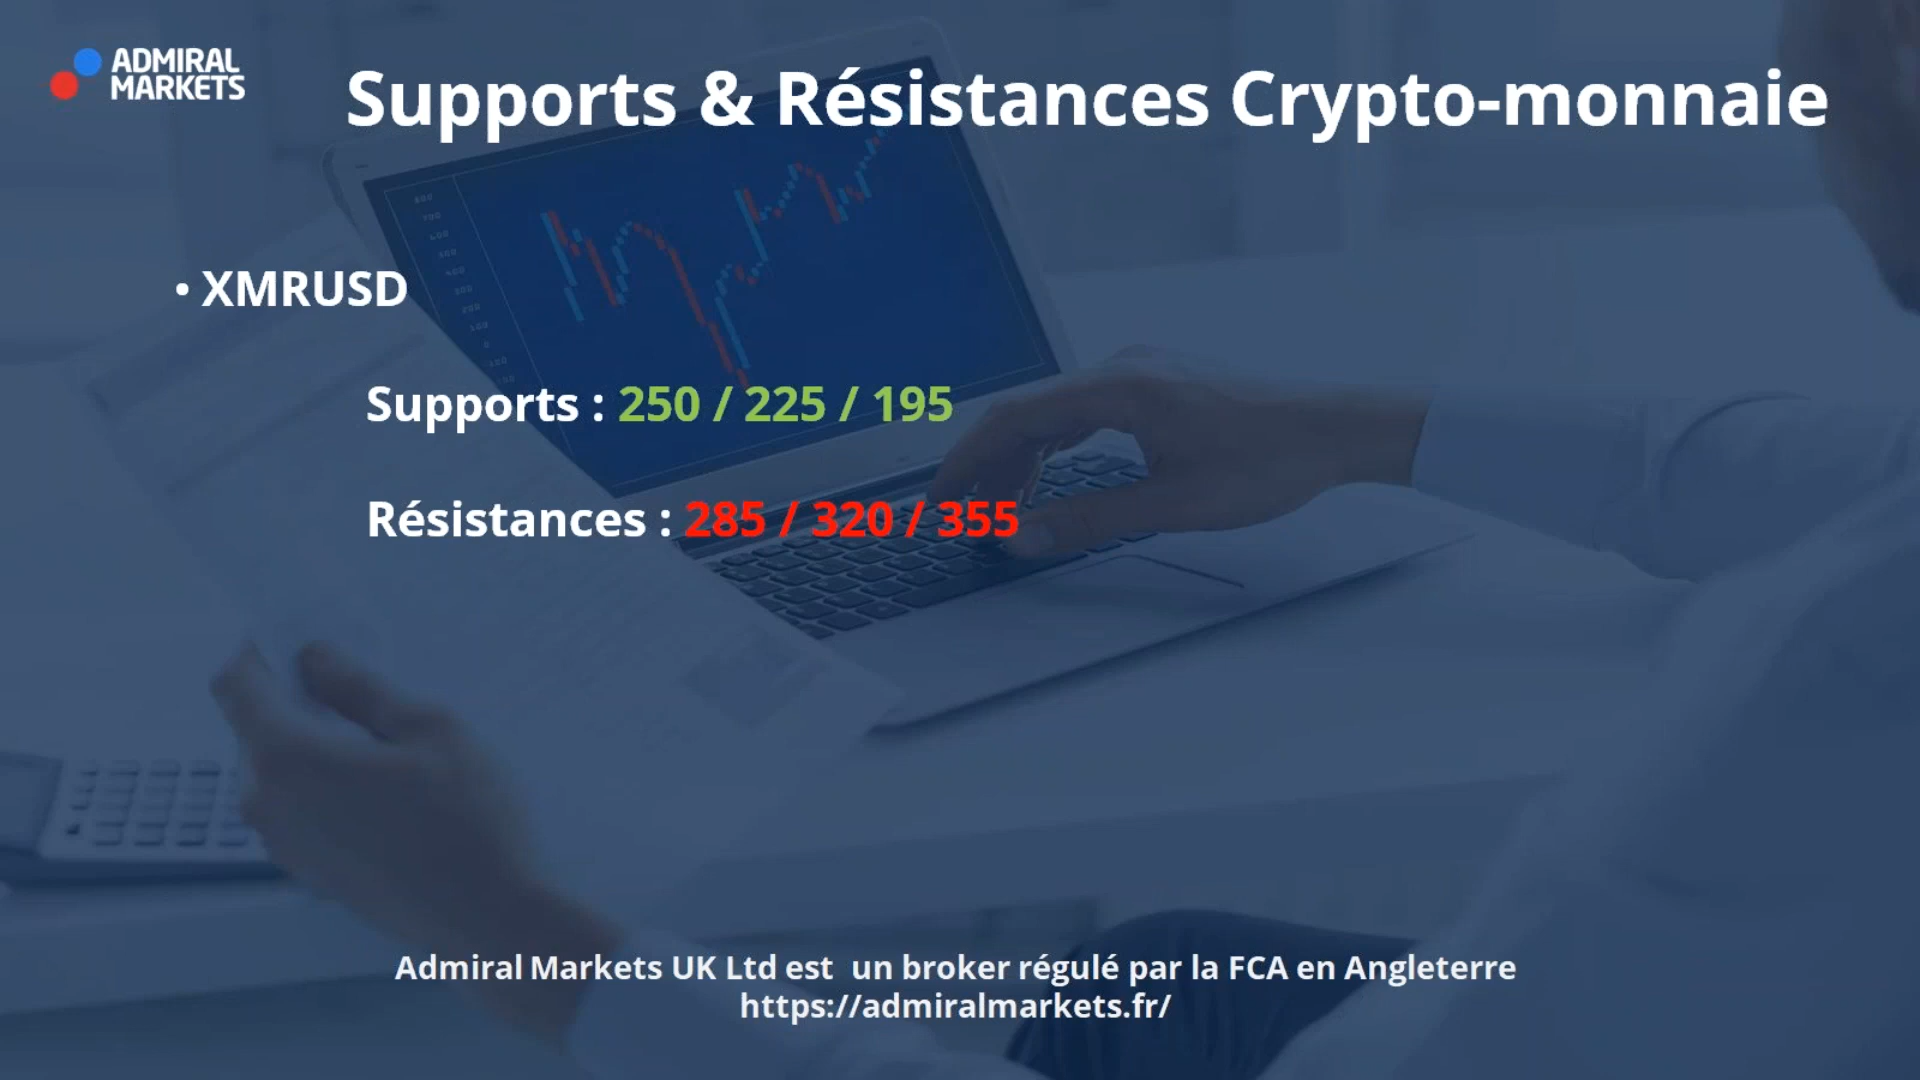 ADMIRAL
MARKETS
Supports & Résistances Crypto-monnaie
• XMRUSD
Supports : 250 / 225 / 195
Résistances : 285 / 320 / 355
Admiral Markets UK Ltd est  un broker régulé par la FCA en Angleterre
https://admiralmarkets.fr/